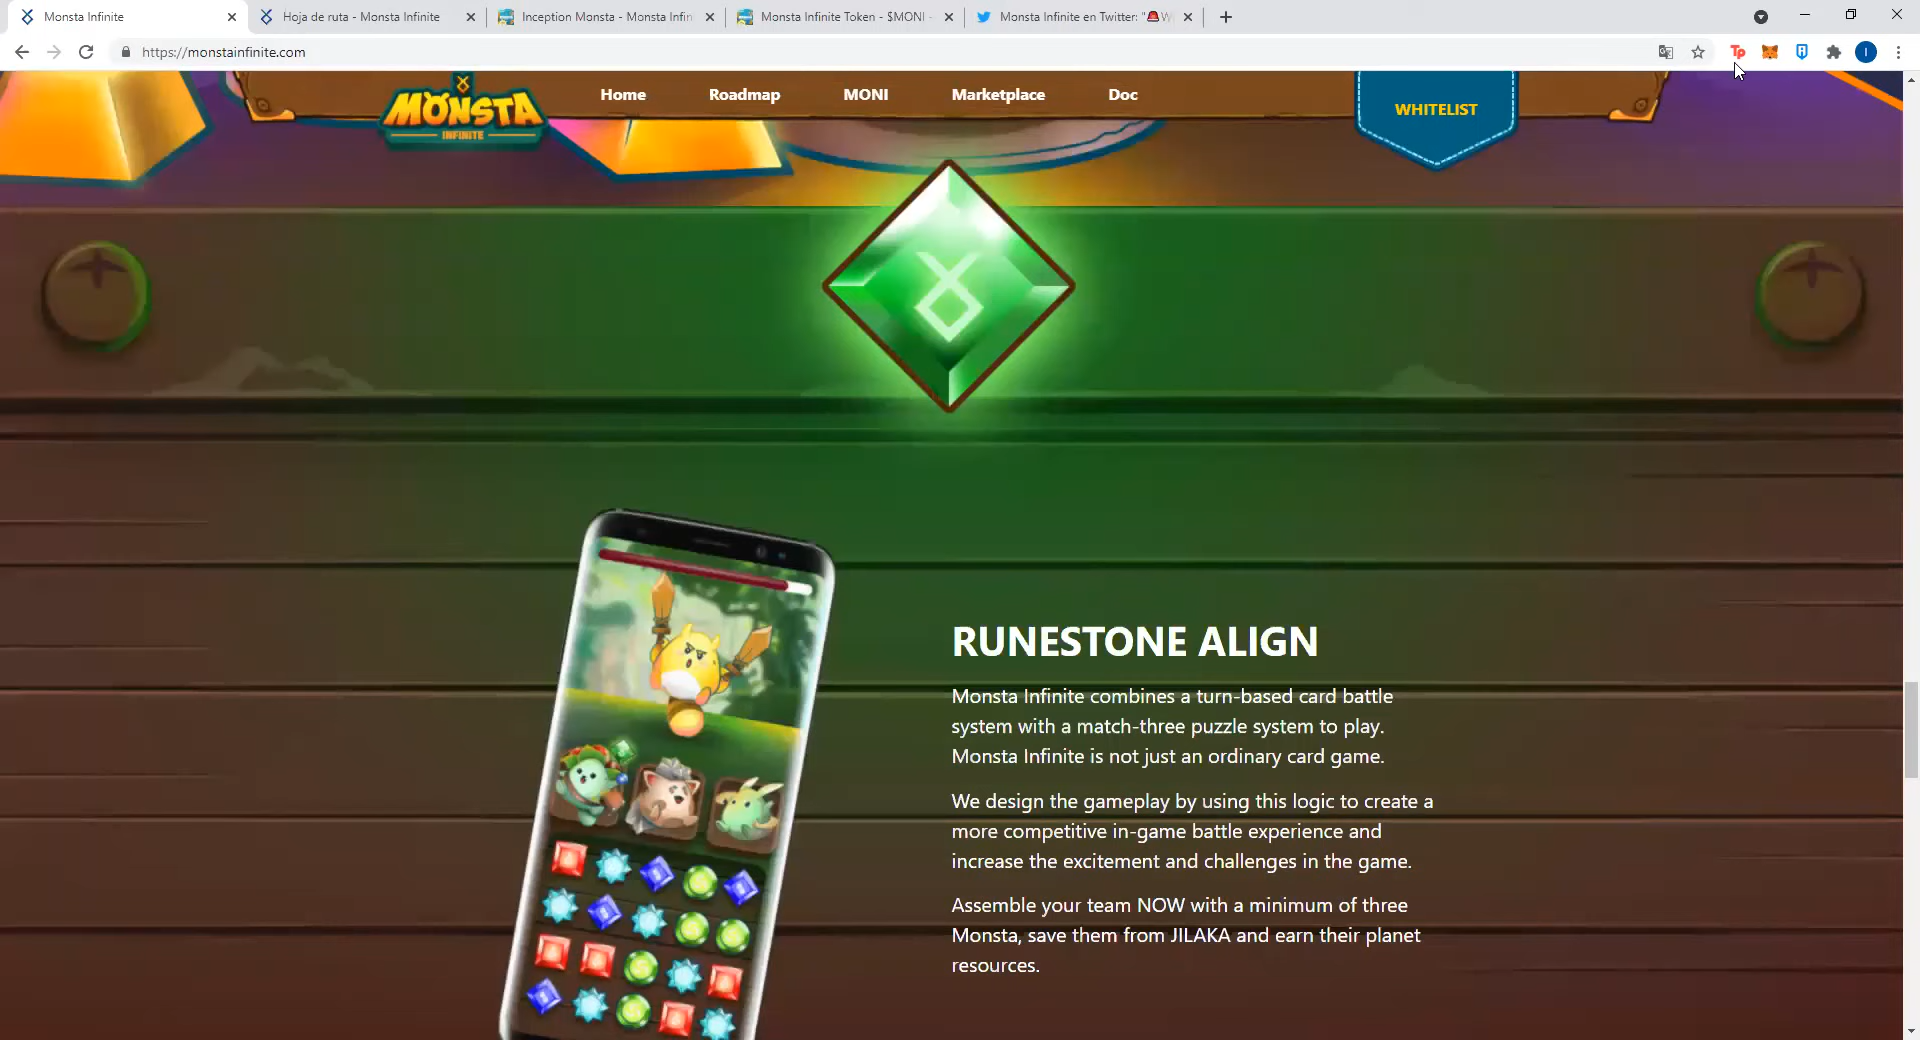 Monsta Infinite
Hoja de ruta - Monsta Infinite
Inception Monsta - Monsta Infin
Monsta Infinite Token - $MONI -
Monsta Infinite en Twitter: "🚨W
https://monstainfinite.com
Tp
I
MONSTA
INFINITE
Home
Roadmap
MONI
Marketplace
Doc
WHITELIST
RUNESTONE ALIGN
Monsta Infinite combines a turn-based card battle
system with a match-three puzzle system to play.
Monsta Infinite is not just an ordinary card game.
We design the gameplay by using this logic to create a
more competitive in-game battle experience and
increase the excitement and challenges in the game.
Assemble your team NOW with a minimum of three
Monsta, save them from JILAKA and earn their planet
resources.